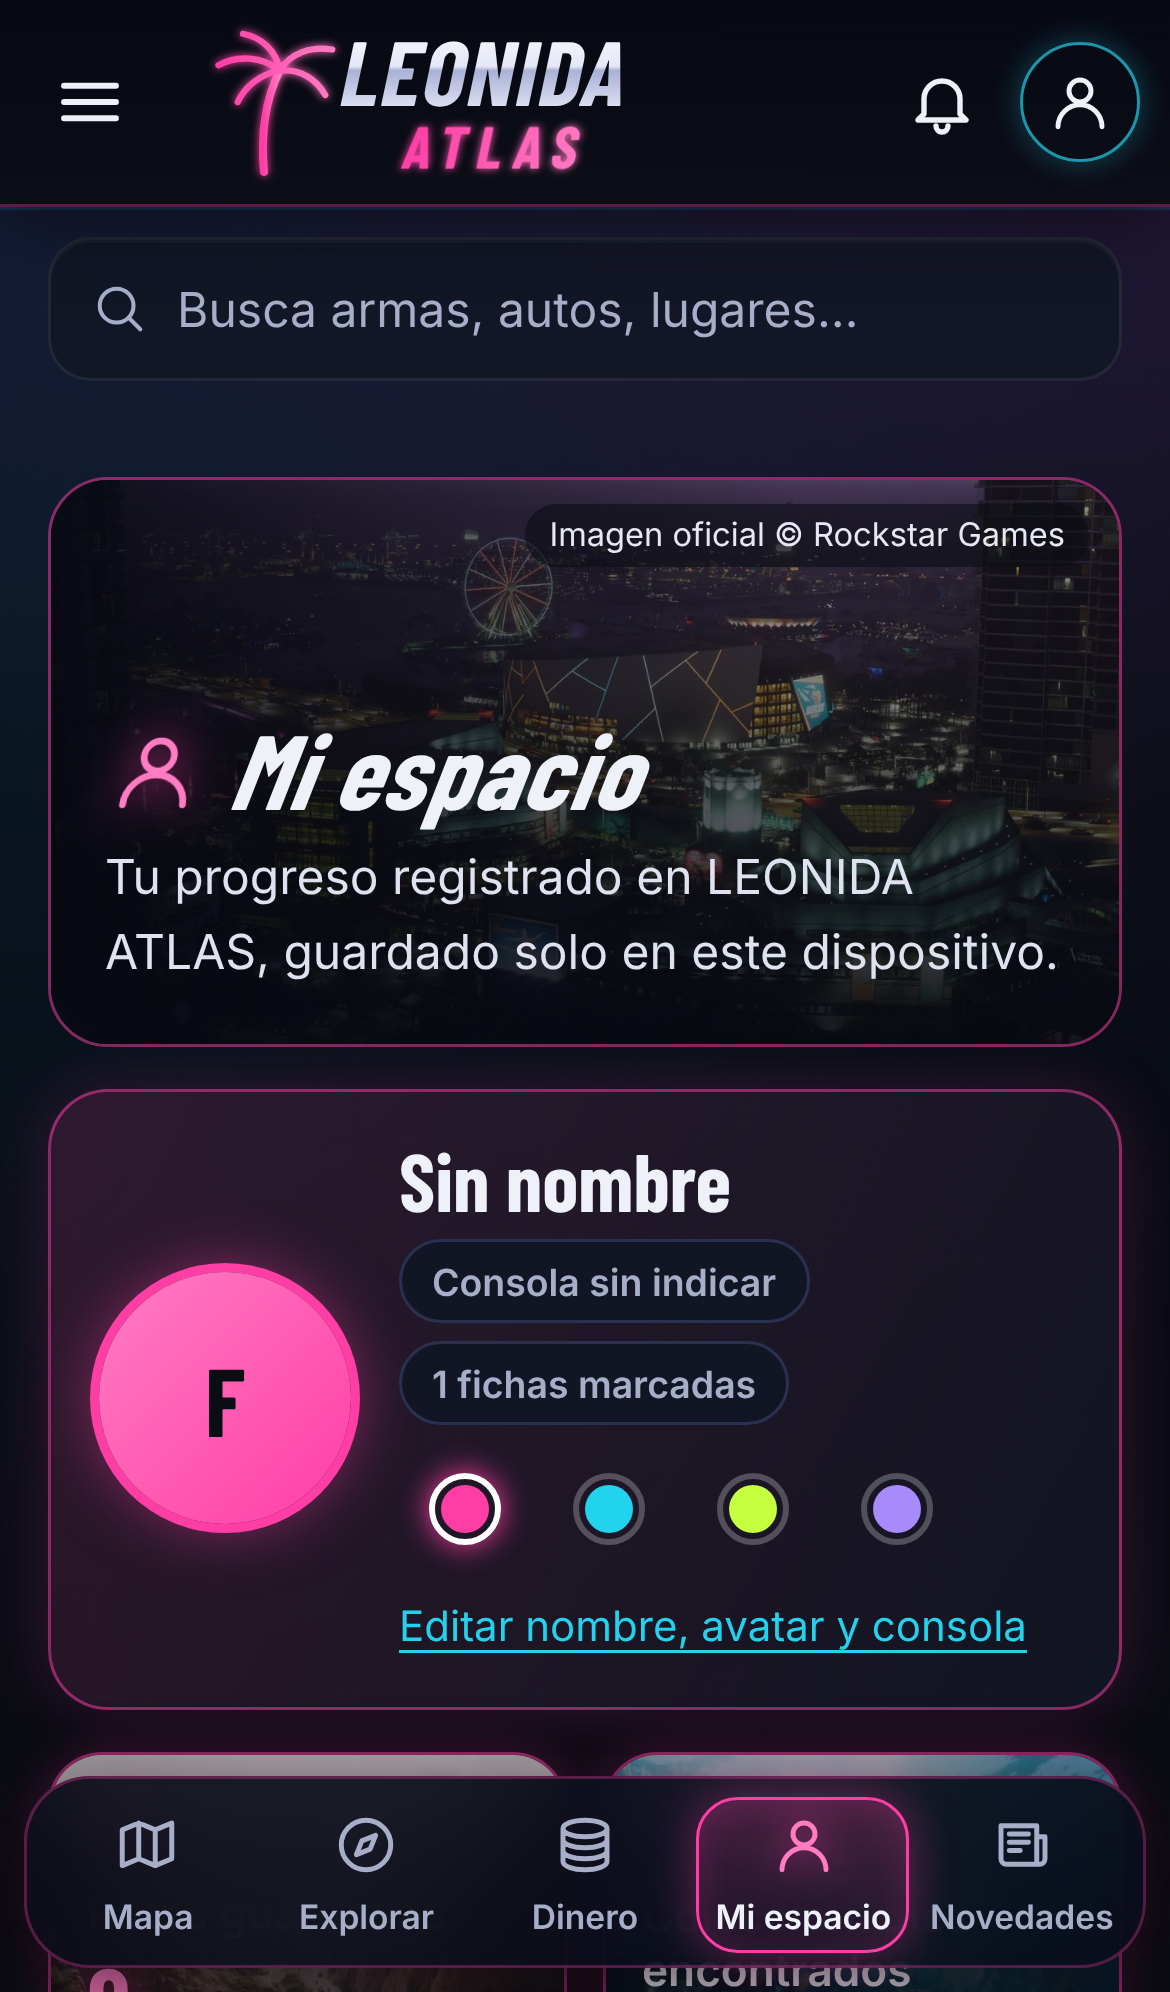 LEONIDA
ATLAS
Busca armas, autos, lugares...
Imagen oficial © Rockstar Games
Mi espacio
Tu progreso registrado en LEONIDA
ATLAS, guardado solo en este dispositivo.
Sin nombre
Consola sin indicar
1 fichas marcadas
F
Editar nombre, avatar y consola
Mapa
Explorar
Dinero
Mi espacio
Novedades
encontrados